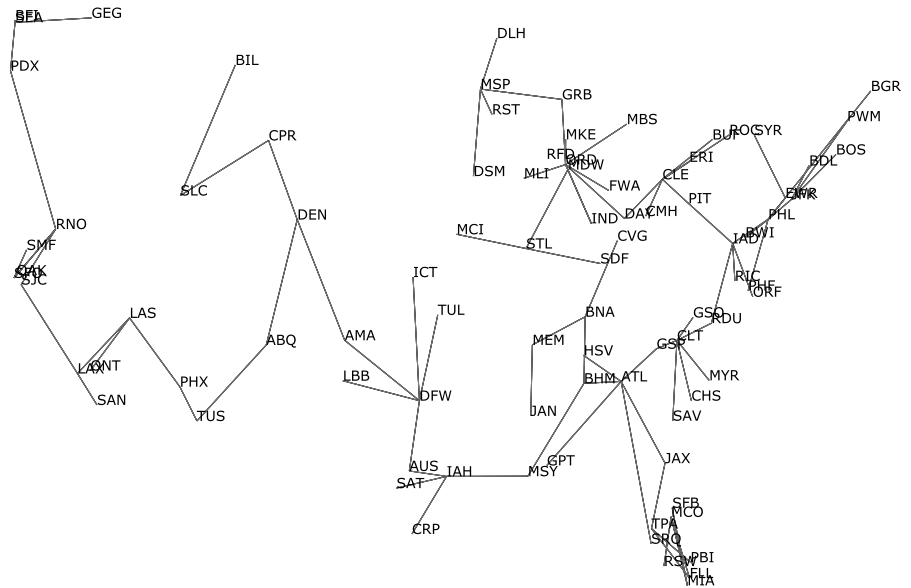 BFI
SEA
GEG
DLH
BIL
PDX
MSP
BGR
GRB
RST
PWM
MBS
MKE
BUF
ROC
SYR
CPR
RFD
ORD
MDW
ERI
BOS
BDL
SLC
DSM
MLI
FWA
CLE
EWR
JFK
PIT
DEN
IND
DAY
CMH
PHL
RNO
MCI
STL
CVG
IAD
BWI
SMF
SDF
OAK
SFO
SJC
ICT
RIC
PHF
ORF
LAS
TUL
BNA
GSO
RDU
ABQ
AMA
MEM
HSV
GSP
CLT
LAX
ONT
PHX
LBB
BHM
ATL
MYR
SAN
DFW
CHS
TUS
JAN
SAV
AUS
IAH
MSY
GPT
JAX
SAT
CRP
SFB
MCO
TPA
SRQ
RSW
PBI
FLL
MIA